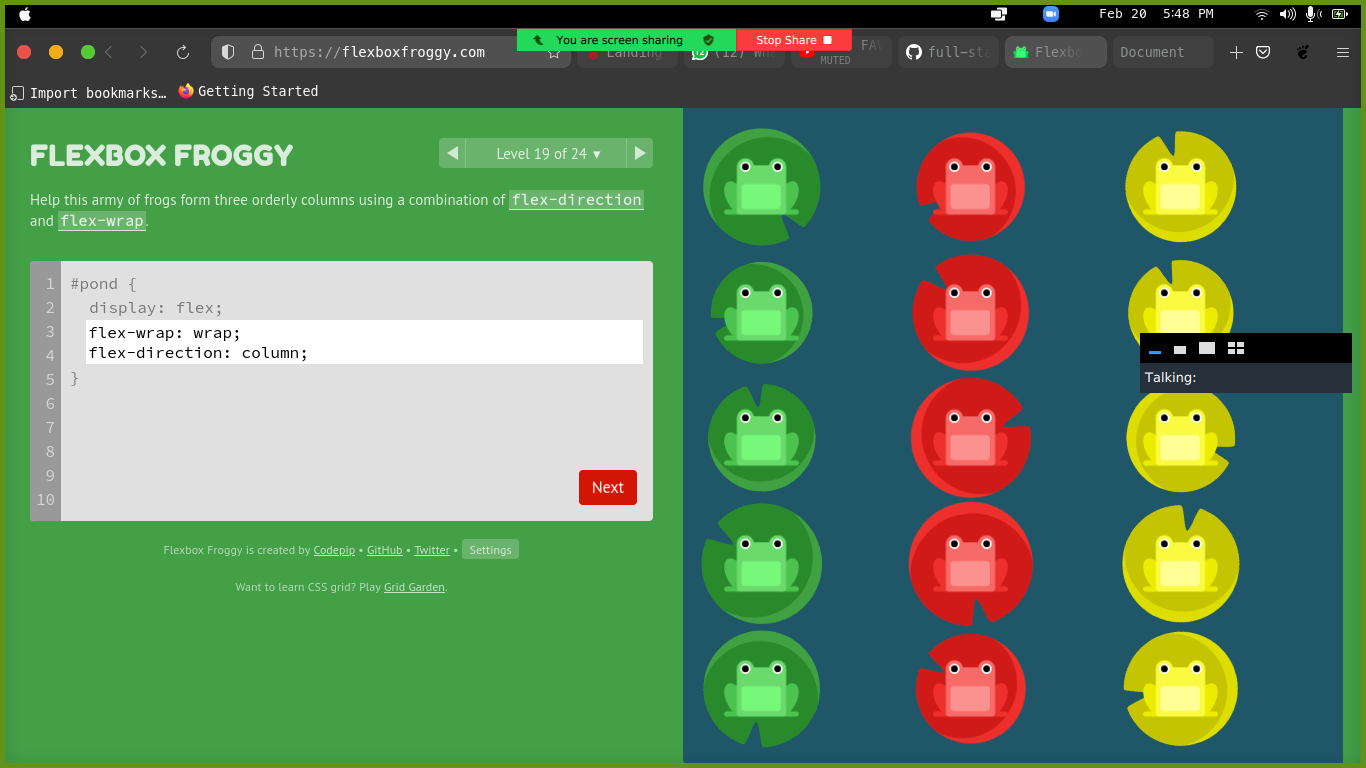 Feb 20 5:48 PM
You are screen sharing
Stop Share
https://flexboxfroggy.com
Landing
(12)
FAV
MUTED
full-st
Flexbo
Document
Import bookmarks…
Getting Started
FLEXBOX FROGGY
Level 19 of 24 ▾
Help this army of frogs form three orderly columns using a combination of flex-direction
and flex-wrap.
1 #pond {
2 display: flex;
3 flex-wrap: wrap;
4 flex-direction: column;
5 }
6
7
8
9
10
Next
Flexbox Froggy is created by Codepip • GitHub • Twitter • Settings
Want to learn CSS grid? Play Grid Garden.
Talking: